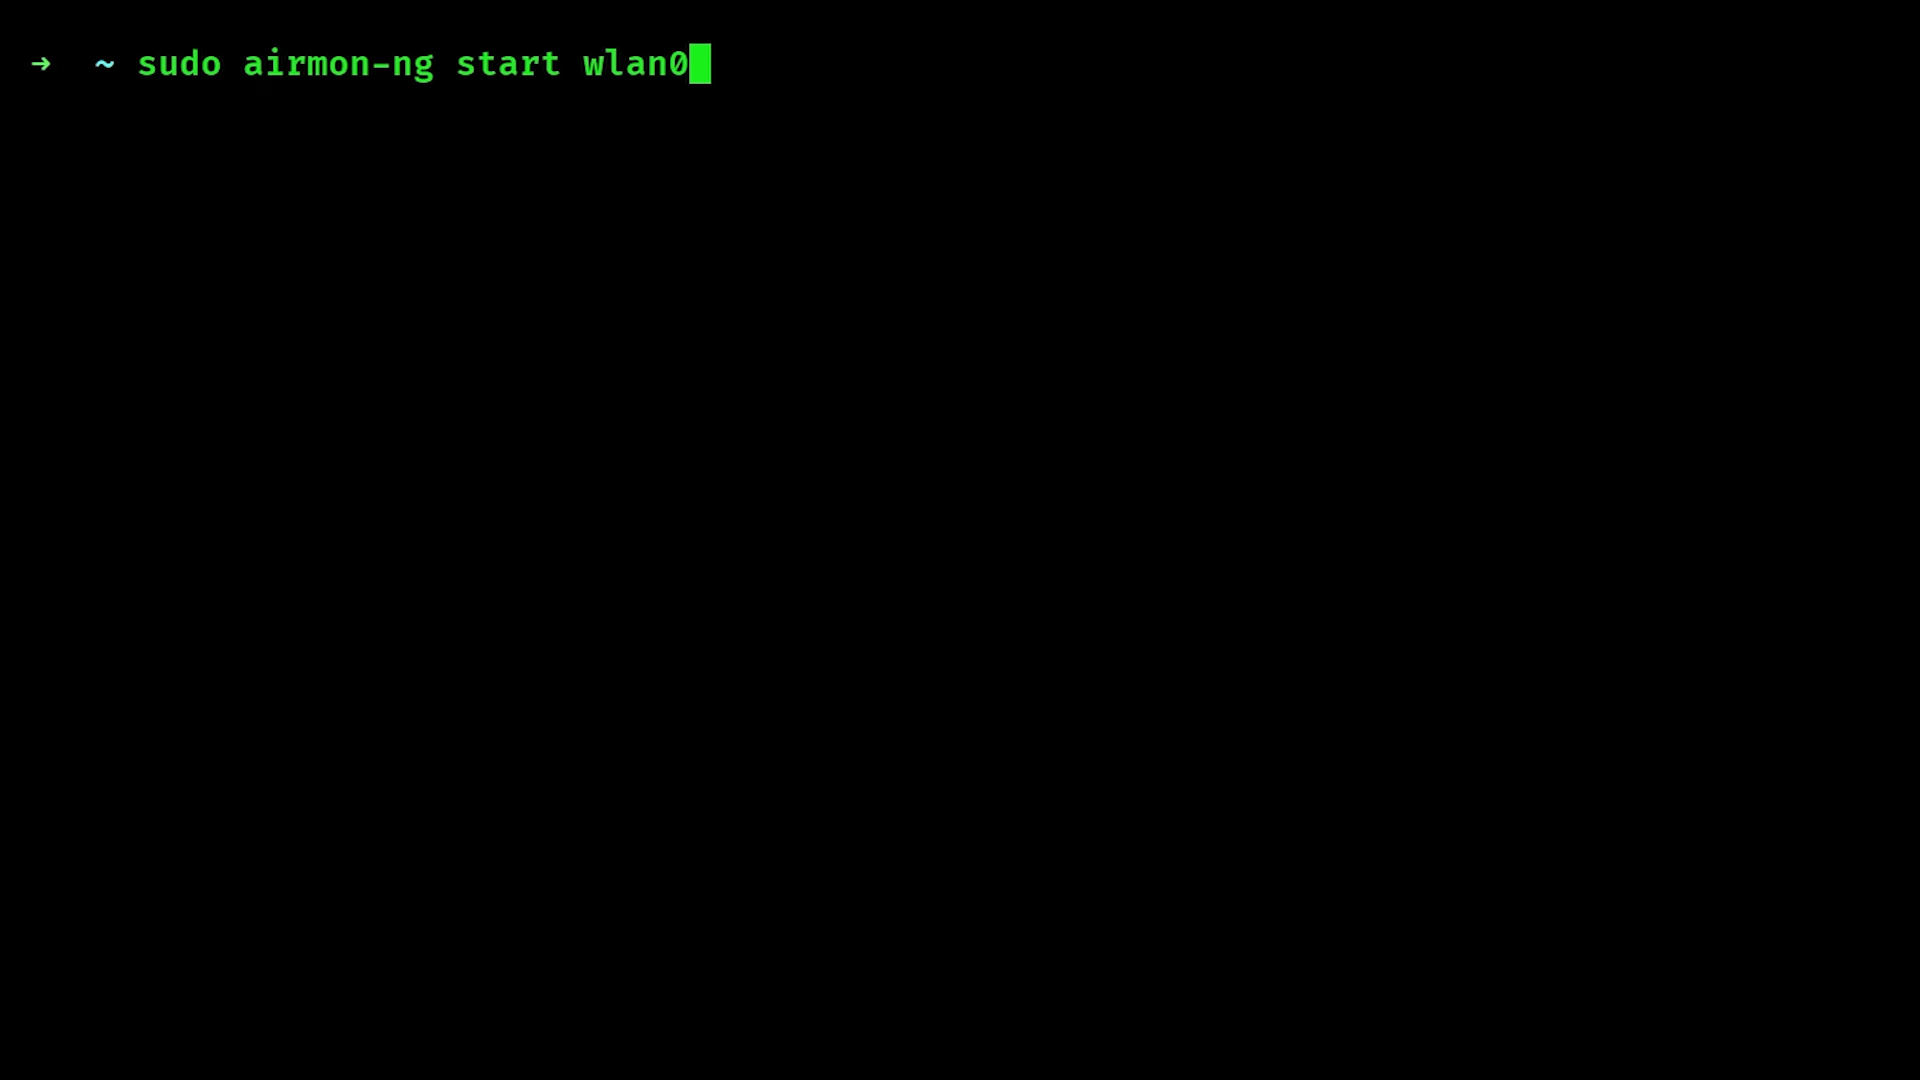 ➜  ~ sudo airmon-ng start wlan0